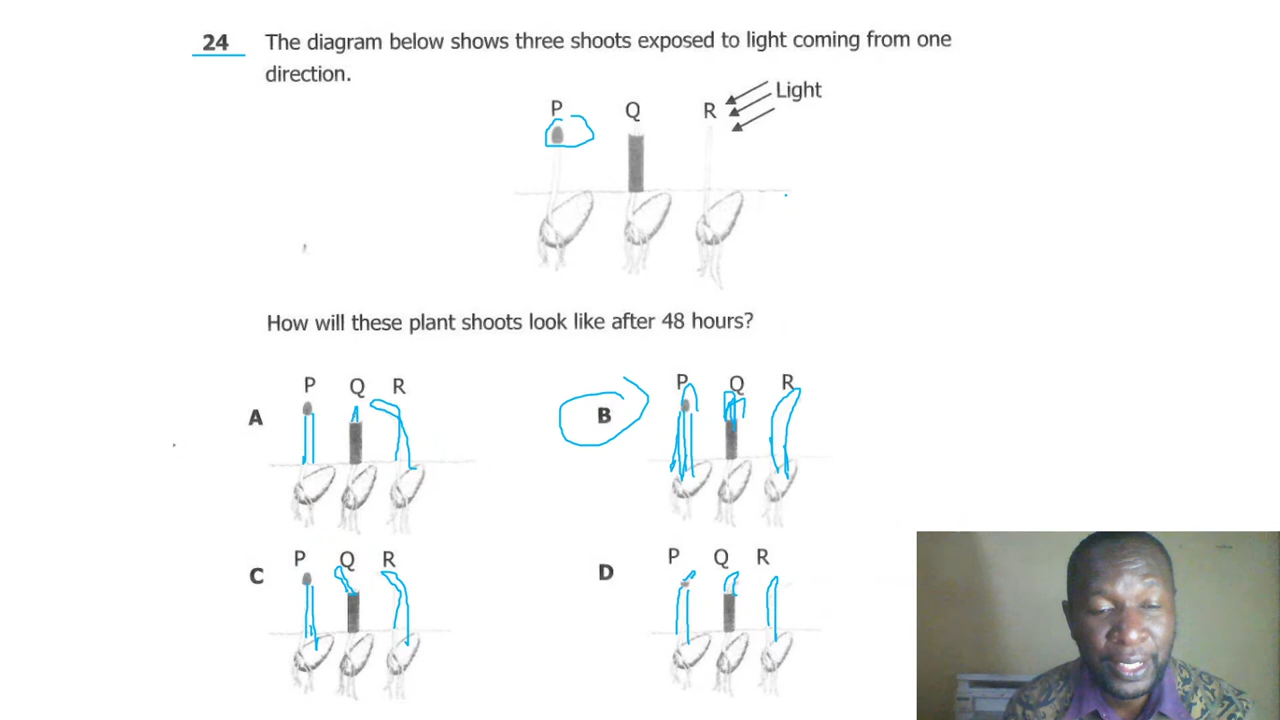 24 The diagram below shows three shoots exposed to light coming from one
direction.
P Q R Light
How will these plant shoots look like after 48 hours?
A P Q R
B P Q R
C P Q R
D P Q R